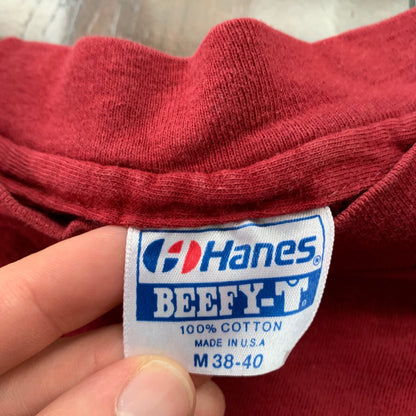 Hanes®
BEEFY-T®
100% COTTON
MADE IN U.S.A
M 38-40